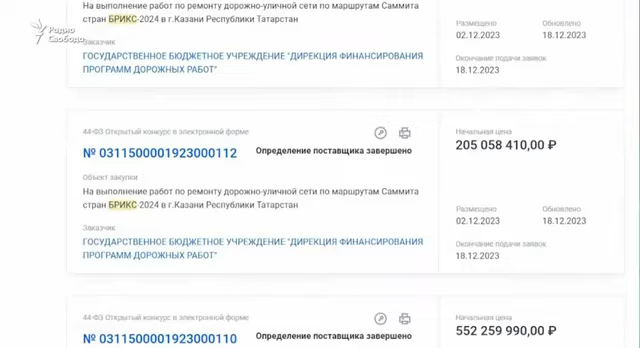 На выполнение работ по ремонту дорожно-уличной сети по маршрутам Саммита
стран БРИКС-2024 в г.Казани Республики Татарстан
Размещено Обновлено
02.12.2023 18.12.2023
Радио
Свобода
Заказчик
ГОСУДАРСТВЕННОЕ БЮДЖЕТНОЕ УЧРЕЖДЕНИЕ "ДИРЕКЦИЯ ФИНАНСИРОВАНИЯ
ПРОГРАММ ДОРОЖНЫХ РАБОТ"
Окончание подачи заявок
18.12.2023
44-ФЗ Открытый конкурс в электронной форме
№ 0311500001923000112 Определение поставщика завершено
Начальная цена
205 058 410,00 ₽
Объект закупки
На выполнение работ по ремонту дорожно-уличной сети по маршрутам Саммита
стран БРИКС-2024 в г.Казани Республики Татарстан
Размещено Обновлено
02.12.2023 18.12.2023
Заказчик
ГОСУДАРСТВЕННОЕ БЮДЖЕТНОЕ УЧРЕЖДЕНИЕ "ДИРЕКЦИЯ ФИНАНСИРОВАНИЯ
ПРОГРАММ ДОРОЖНЫХ РАБОТ"
Окончание подачи заявок
18.12.2023
44-ФЗ Открытый конкурс в электронной форме
№ 0311500001923000110 Определение поставщика завершено
Начальная цена
552 259 990,00 ₽